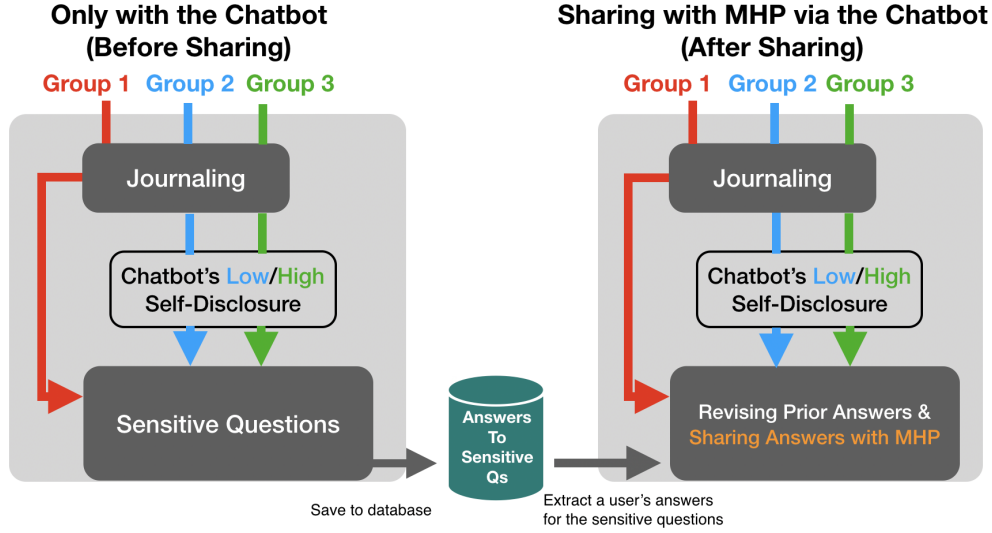 Only with the Chatbot
(Before Sharing)
Group 1 Group 2 Group 3
Journaling
Chatbot's Low/High
Self-Disclosure
Sensitive Questions
Save to database
Answers
To
Sensitive
Qs
Extract a user's answers
for the sensitive questions
Sharing with MHP via the Chatbot
(After Sharing)
Group 1 Group 2 Group 3
Journaling
Chatbot's Low/High
Self-Disclosure
Revising Prior Answers &
Sharing Answers with MHP